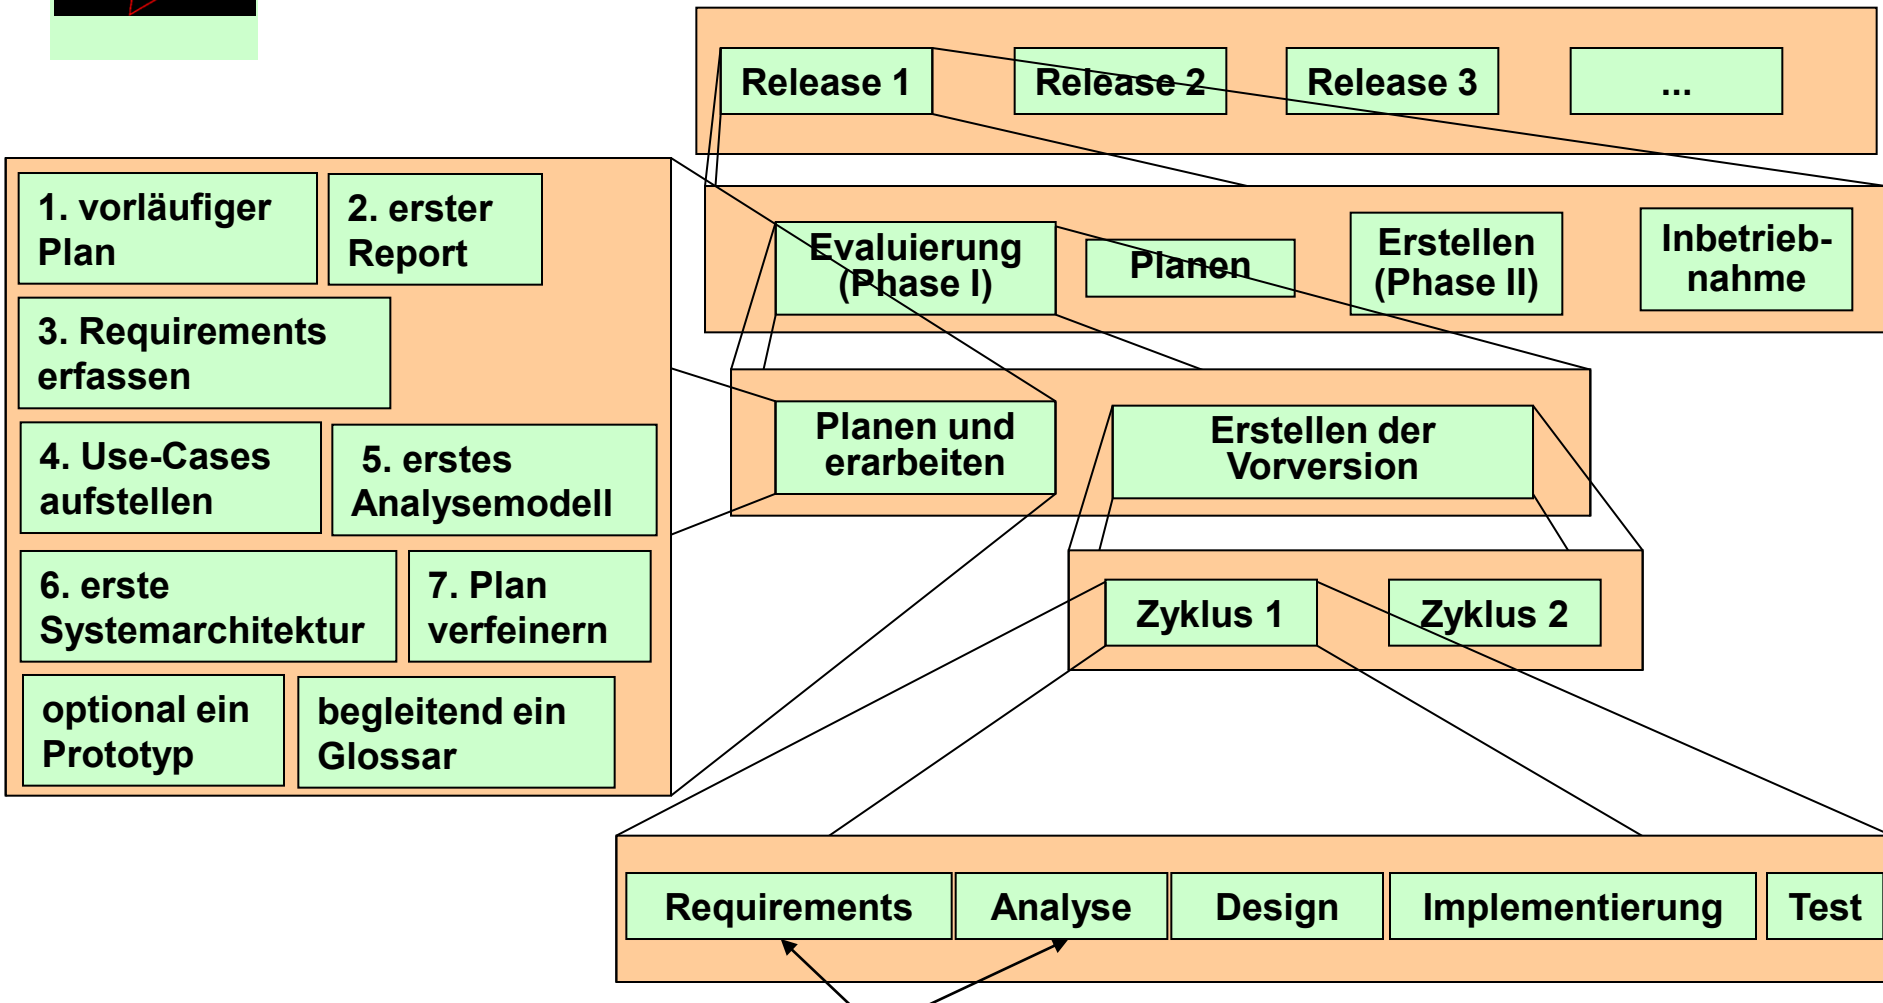 Release 1
Release 2
Release 3
...
Evaluierung
(Phase I)
Planen
Erstellen
(Phase II)
Inbetrieb-
nahme
1. vorläufiger
Plan
2. erster
Report
3. Requirements
erfassen
4. Use-Cases
aufstellen
5. erstes
Analysemodell
6. erste
Systemarchitektur
7. Plan
verfeinern
optional ein
Prototyp
begleitend ein
Glossar
Planen und
erarbeiten
Erstellen der
Vorversion
Zyklus 1
Zyklus 2
Requirements
Analyse
Design
Implementierung
Test